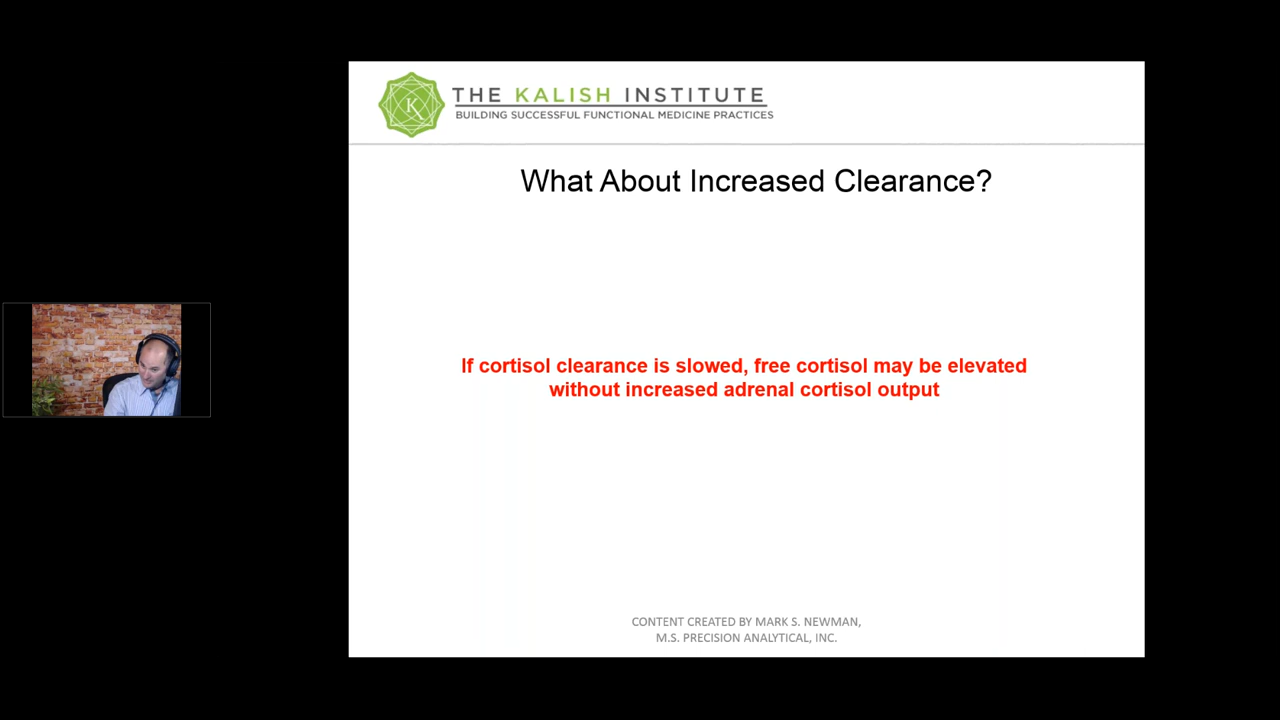 THE KALISH INSTITUTE
BUILDING SUCCESSFUL FUNCTIONAL MEDICINE PRACTICES
K
What About Increased Clearance?
If cortisol clearance is slowed, free cortisol may be elevated
without increased adrenal cortisol output
CONTENT CREATED BY MARK S. NEWMAN,
M.S. PRECISION ANALYTICAL, INC.